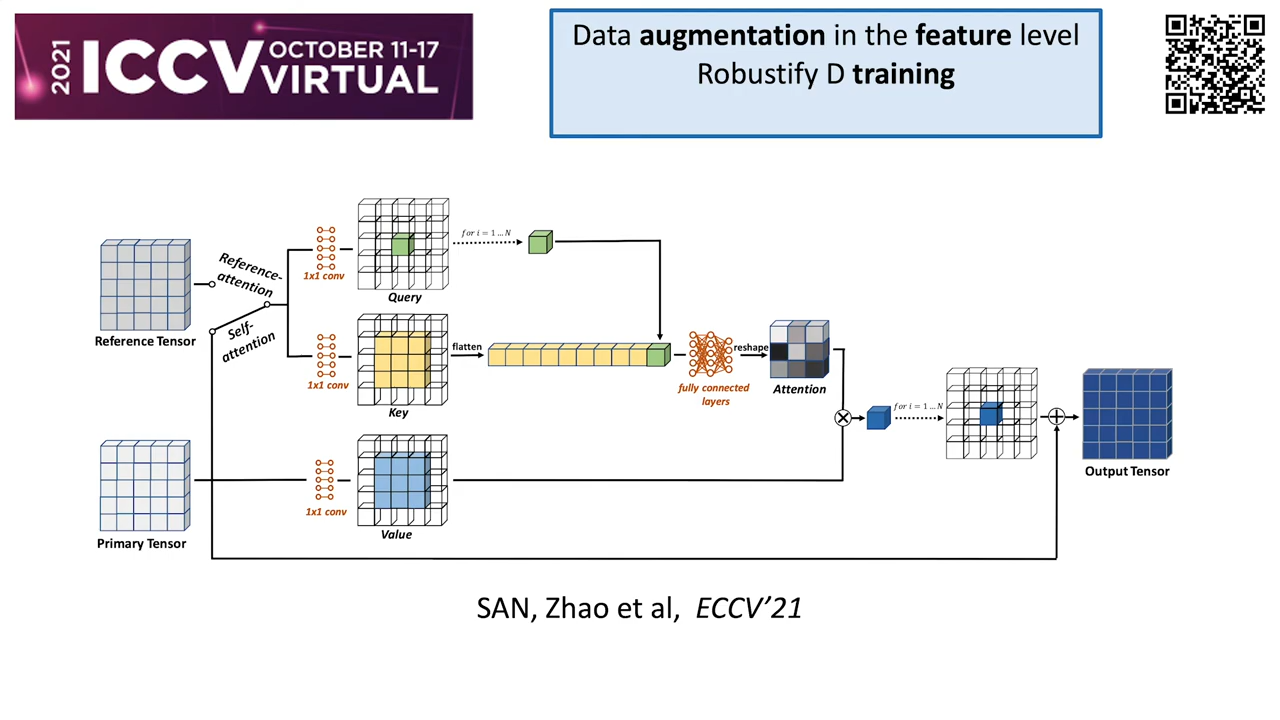 2021
ICCV OCTOBER 11-17
VIRTUAL
Data augmentation in the feature level
Robustify D training
Reference Tensor
Reference-
attention
Self-
attention
1x1 conv
Query
for i = 1 … N
1x1 conv
Key
flatten
fully connected
layers
reshape
Attention
Primary Tensor
1x1 conv
Value
for i = 1 … N
Output Tensor
SAN, Zhao et al, ECCV’21